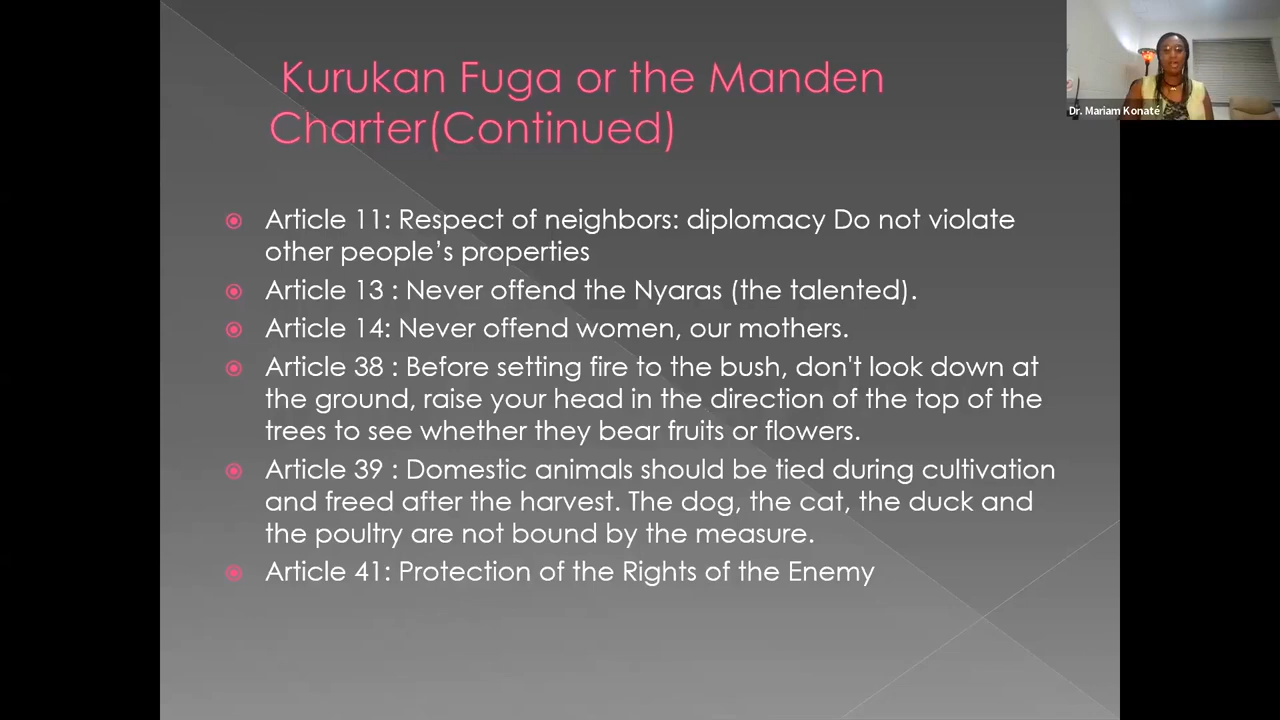 Kurukan Fuga or the Manden
Charter(Continued)
Dr. Mariam Konaté
Article 11: Respect of neighbors: diplomacy Do not violate
other people’s properties
Article 13 : Never offend the Nyaras (the talented).
Article 14: Never offend women, our mothers.
Article 38 : Before setting fire to the bush, don't look down at
the ground, raise your head in the direction of the top of the
trees to see whether they bear fruits or flowers.
Article 39 : Domestic animals should be tied during cultivation
and freed after the harvest. The dog, the cat, the duck and
the poultry are not bound by the measure.
Article 41: Protection of the Rights of the Enemy